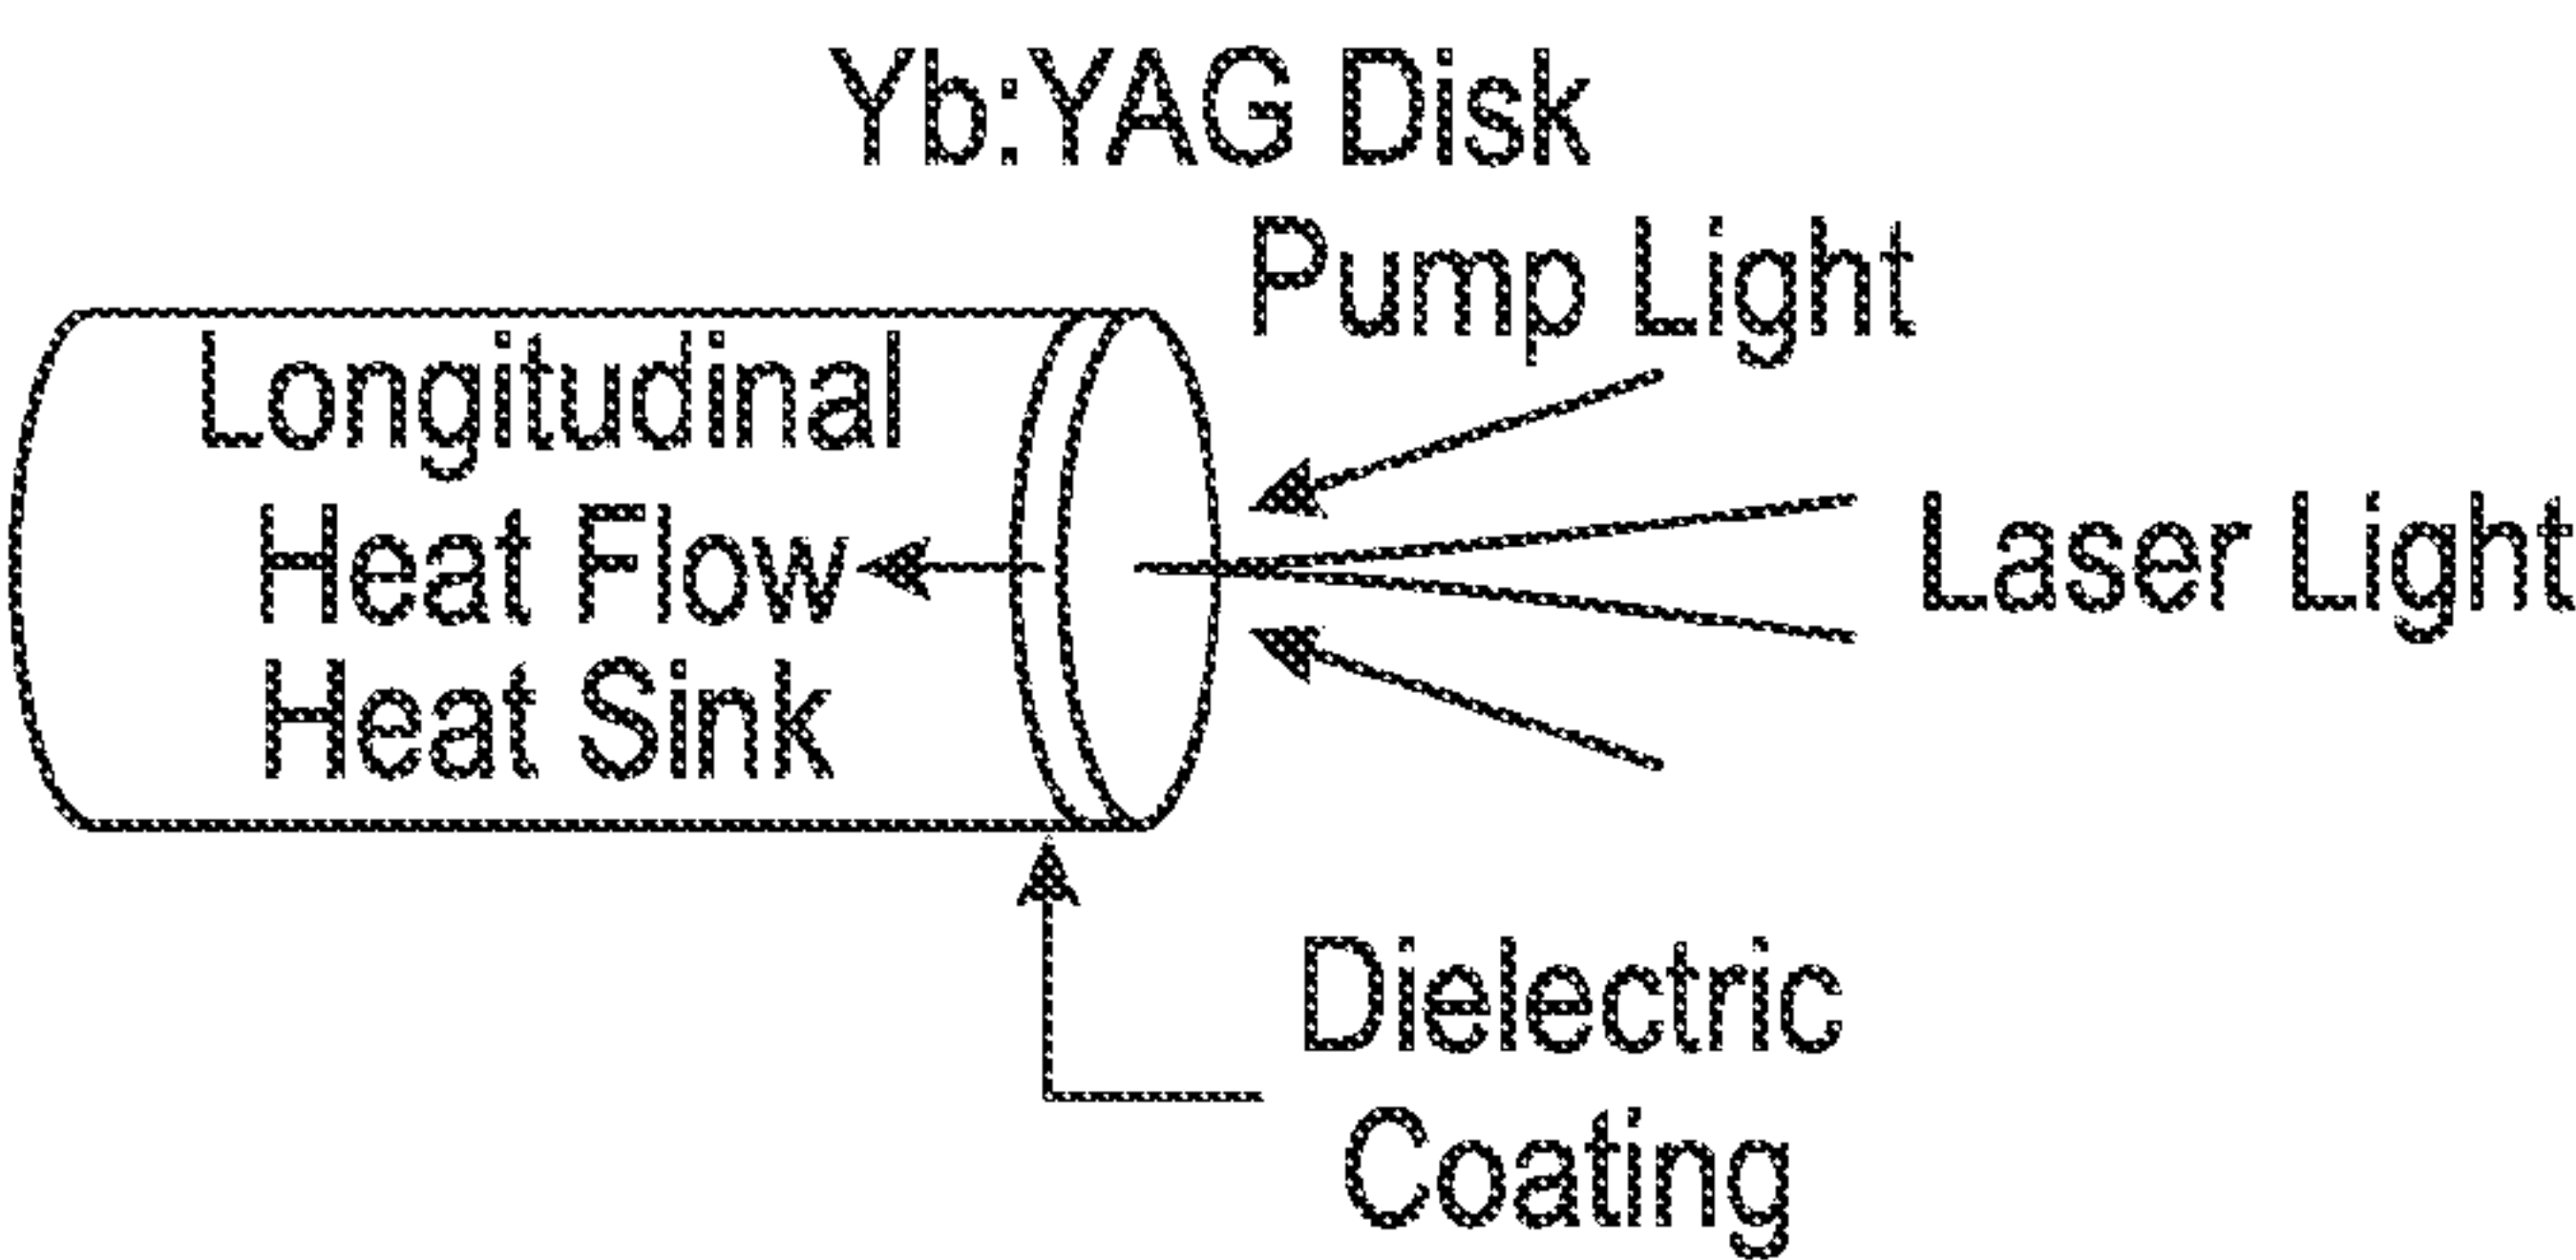 Yb:YAG Disk
Pump Light
Longitudinal
Heat Flow
Heat Sink
Laser Light
Dielectric
Coating